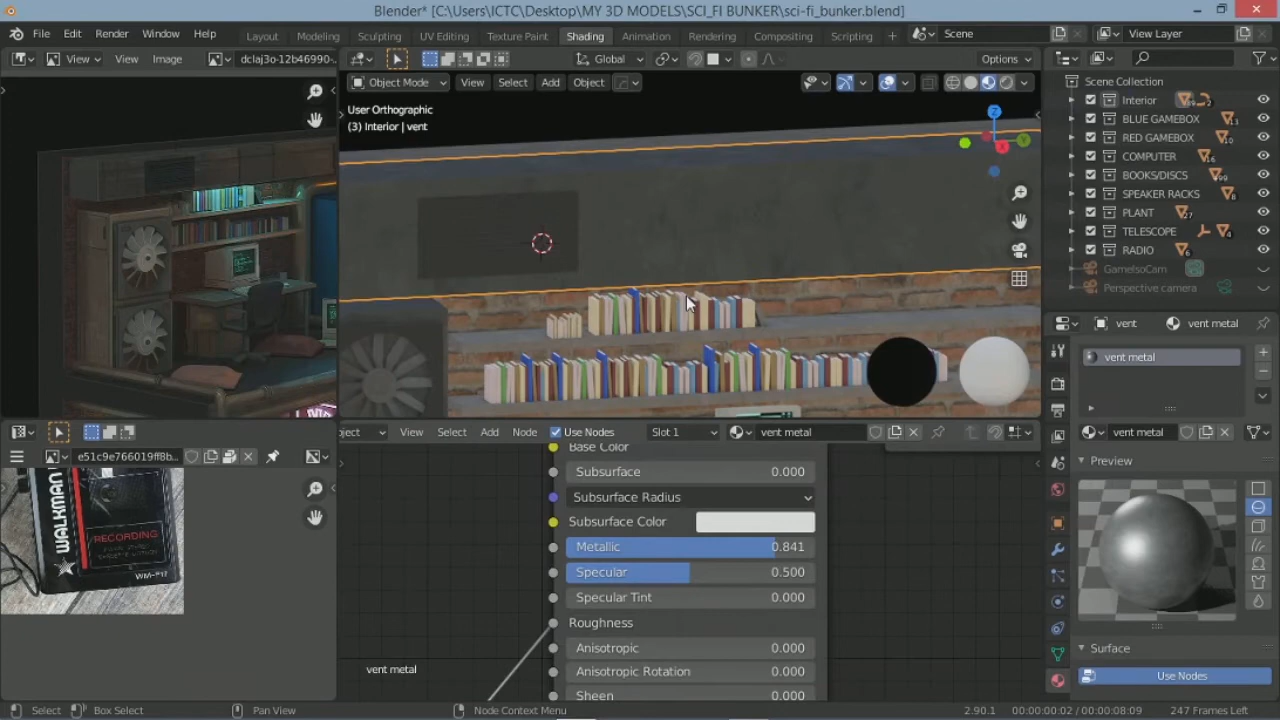 Blender* [C:\Users\ICTC\Desktop\MY 3D MODELS\SCI_FI BUNKER\sci-fi_bunker.blend]
File Edit Render Window Help Layout Modeling Sculpting UV Editing Texture Paint Shading Animation Rendering Compositing Scripting + Scene View Layer
View View Image dclaj3o-12b46990- Global Options
Object Mode View Select Add Object
User Orthographic
(3) Interior | vent
Scene Collection
Interior
BLUE GAMEBOX
RED GAMEBOX
COMPUTER
BOOKS/DISCS
SPEAKER RACKS
PLANT
TELESCOPE
RADIO
GameIsoCam
Perspective camera
vent vent metal
vent metal
bject View Select Add Node Use Nodes Slot 1 vent metal
vent metal
e51c9e766019ff8b...
Base Color
Subsurface 0.000
Subsurface Radius
Subsurface Color
Metallic 0.841
Specular 0.500
Specular Tint 0.000
Roughness
Anisotropic 0.000
Anisotropic Rotation 0.000
Sheen 0.000
vent metal
WALKMAN
RECORDING
WM-F17
Preview
Surface
Use Nodes
Select Box Select Pan View Node Context Menu 2.90.1 00:00:00:02 / 00:00:08:09 247 Frames Left